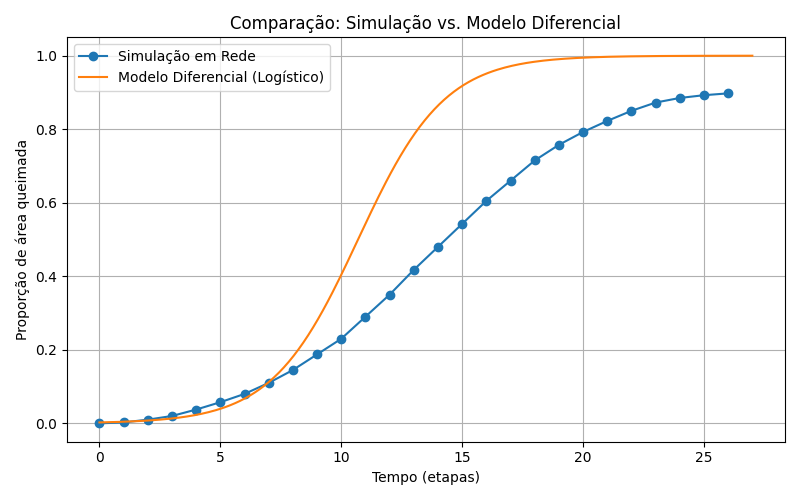 Comparação: Simulação vs. Modelo Diferencial
Simulação em Rede
Modelo Diferencial (Logístico)
Proporção de área queimada
1.0
0.8
0.6
0.4
0.2
0.0
0 5 10 15 20 25
Tempo (etapas)